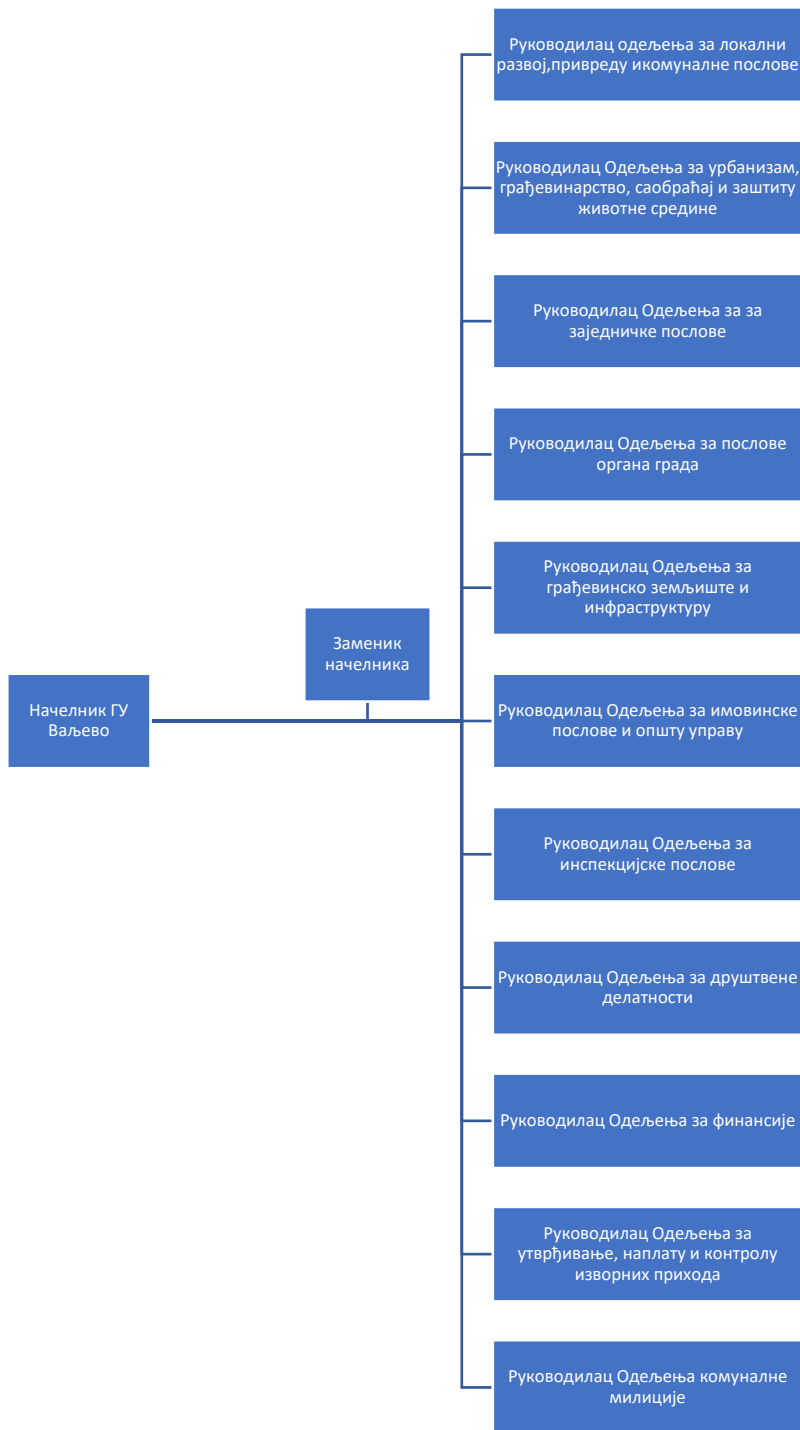 Руководилац одељења за локални
развој,привреду икомуналне послове
Руководилац Одељења за урбанизам,
грађевинарство, саобраћај и заштиту
животне средине
Руководилац Одељења за за
заједничке послове
Руководилац Одељења за послове
органа града
Руководилац Одељења за
грађевинско земљиште и
инфраструктуру
Заменик
начелника
Начелник ГУ
Ваљево
Руководилац Одељења за имовинске
послове и општу управу
Руководилац Одељења за
инспекцијске послове
Руководилац Одељења за друштвене
делатности
Руководилац Одељења за финансије
Руководилац Одељења за
утврђивање, наплату и контролу
изворних прихода
Руководилац Одељења комуналне
милиције